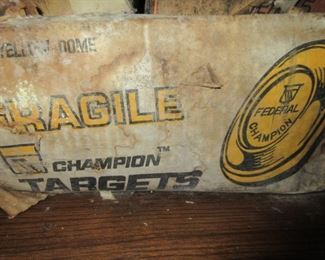 YELLOW DOME
FRAGILE
CHAMPION™
TARGETS
FEDERAL
CHAMPION